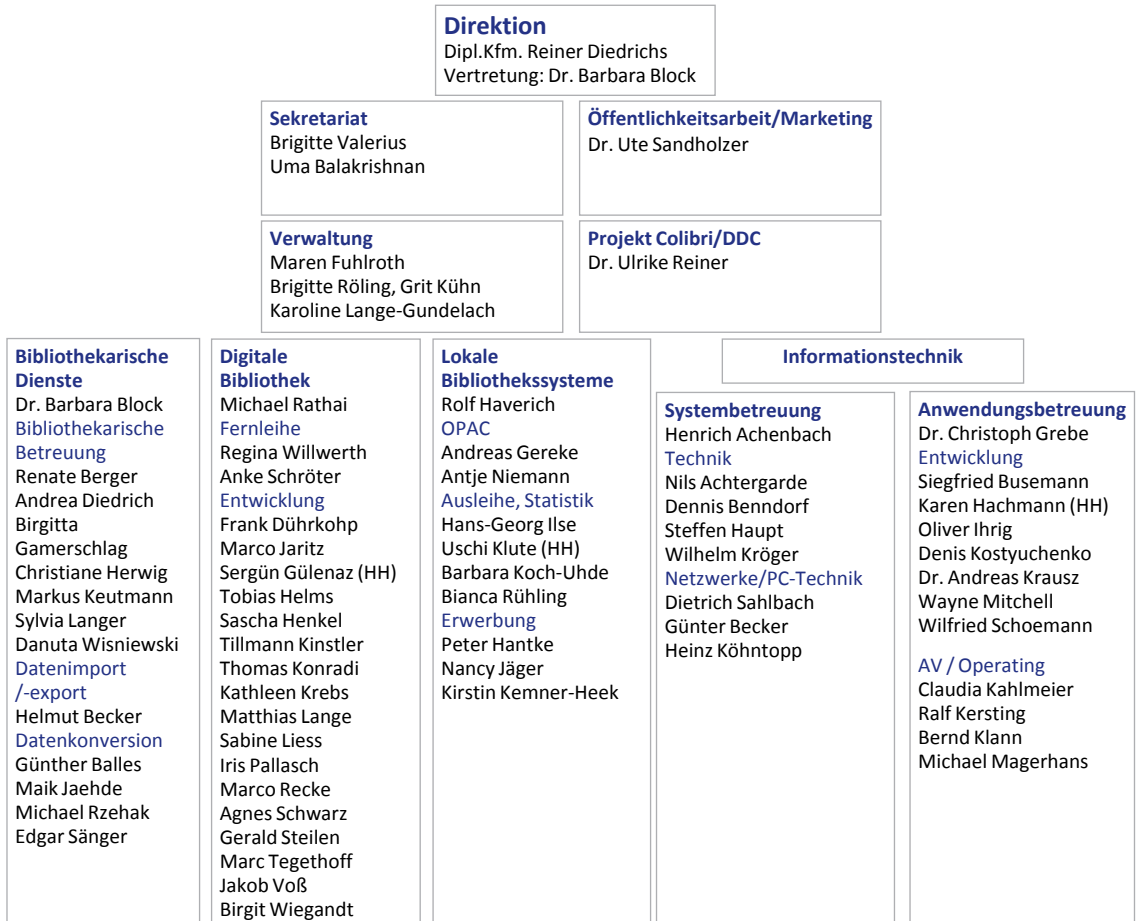 Direktion
Dipl.Kfm. Reiner Diedrichs
Vertretung: Dr. Barbara Block
Sekretariat
Brigitte Valerius
Uma Balakrishnan
Öffentlichkeitsarbeit/Marketing
Dr. Ute Sandholzer
Verwaltung
Maren Fuhlroth
Brigitte Röling, Grit Kühn
Karoline Lange-Gundelach
Projekt Colibri/DDC
Dr. Ulrike Reiner
Bibliothekarische
Dienste
Dr. Barbara Block
Bibliothekarische
Betreuung
Renate Berger
Andrea Diedrich
Birgitta
Gamerschlag
Christiane Herwig
Markus Keutmann
Sylvia Langer
Danuta Wisniewski
Datenimport
/-export
Helmut Becker
Datenkonversion
Günther Balles
Maik Jaehde
Michael Rzehak
Edgar Sänger
Digitale
Bibliothek
Michael Rathai
Fernleihe
Regina Willwerth
Anke Schröter
Entwicklung
Frank Dührkohp
Marco Jaritz
Sergün Gülenaz (HH)
Tobias Helms
Sascha Henkel
Tillmann Kinstler
Thomas Konradi
Kathleen Krebs
Matthias Lange
Sabine Liess
Iris Pallasch
Marco Recke
Agnes Schwarz
Gerald Steilen
Marc Tegethoff
Jakob Voß
Birgit Wiegandt
Lokale
Bibliothekssysteme
Rolf Haverich
OPAC
Andreas Gereke
Antje Niemann
Ausleihe, Statistik
Hans-Georg Ilse
Uschi Klute (HH)
Barbara Koch-Uhde
Bianca Rühling
Erwerbung
Peter Hantke
Nancy Jäger
Kirstin Kemner-Heek
Informationstechnik
Systembetreuung
Henrich Achenbach
Technik
Nils Achtergarde
Dennis Benndorf
Steffen Haupt
Wilhelm Kröger
Netzwerke/PC-Technik
Dietrich Sahlbach
Günter Becker
Heinz Köhntopp
Anwendungsbetreuung
Dr. Christoph Grebe
Entwicklung
Siegfried Busemann
Karen Hachmann (HH)
Oliver Ihrig
Denis Kostyuchenko
Dr. Andreas Krausz
Wayne Mitchell
Wilfried Schoemann
AV / Operating
Claudia Kahlmeier
Ralf Kersting
Bernd Klann
Michael Magerhans